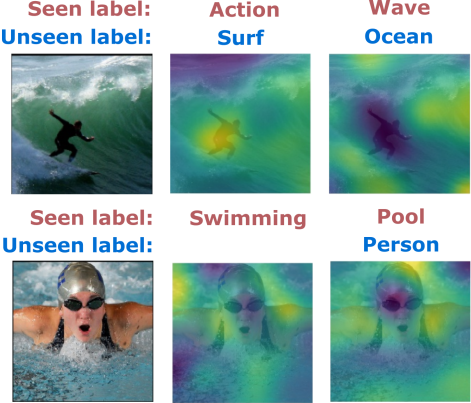 Seen label: Action Wave
Unseen label: Surf Ocean
Seen label: Swimming Pool
Unseen label: Person